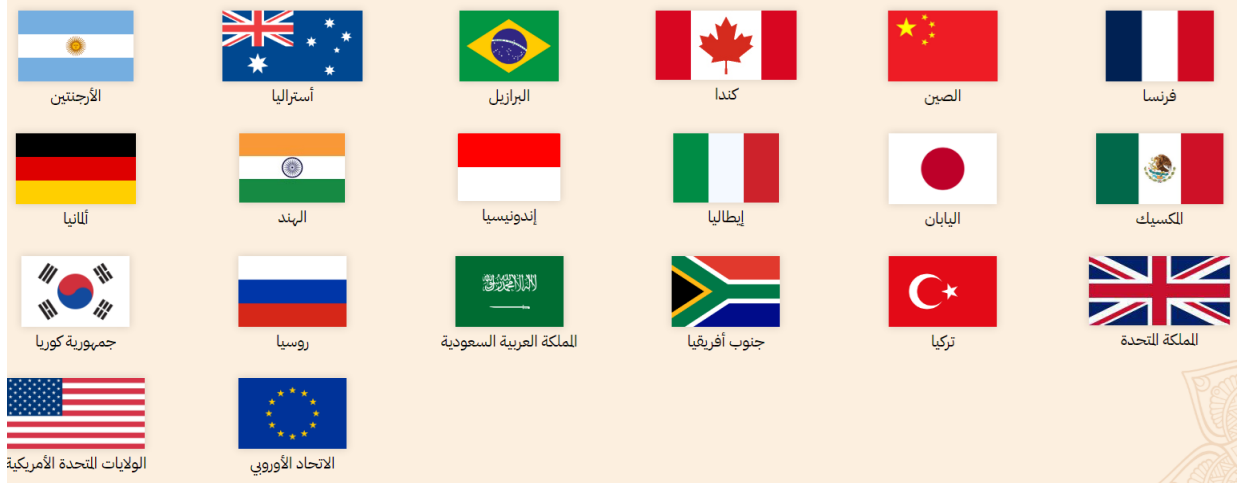 الأرجنتين
أستراليا
البرازيل
كندا
الصين
فرنسا
ألمانيا
الهند
إندونيسيا
إيطاليا
اليابان
المكسيك
جمهورية كوريا
روسيا
المملكة العربية السعودية
جنوب أفريقيا
تركيا
المملكة المتحدة
الولايات المتحدة الأمريكية
الاتحاد الأوروبي